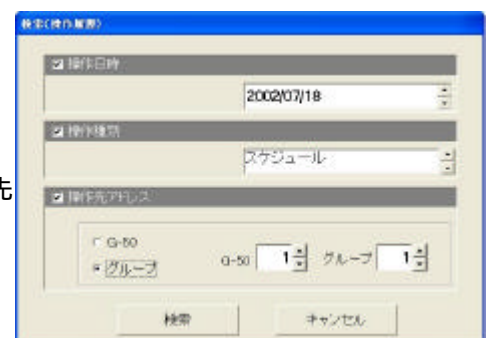 検索(操作履歴)
操作日時
2002/07/18
操作種別
スケジュール
先
操作先アドレス
G-50
グループ
G-50 1 グループ 1
検索 キャンセル